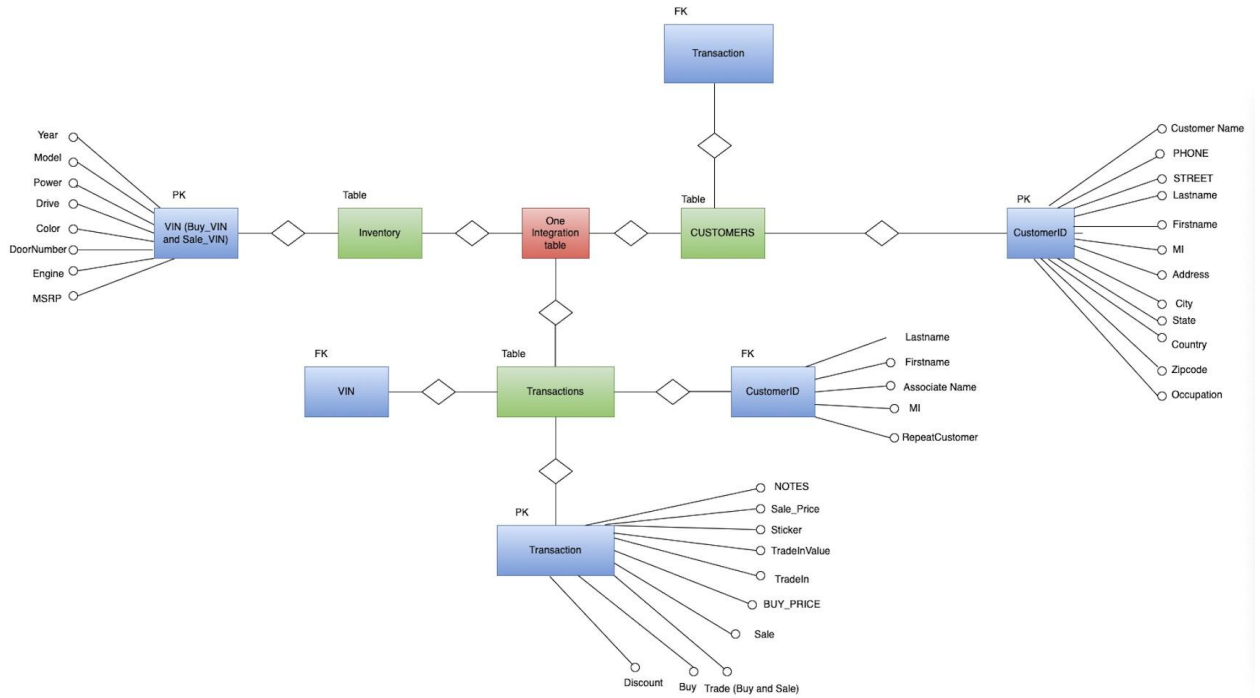 FK
Transaction
Year
Model
Power
Drive
Color
DoorNumber
Engine
MSRP
PK
VIN (Buy_VIN
and Sale_VIN)
Table
Inventory
One
Integration
table
Table
CUSTOMERS
PK
CustomerID
Customer Name
PHONE
STREET
Lastname
Firstname
MI
Address
City
State
Country
Zipcode
Occupation
FK
VIN
Table
Transactions
FK
CustomerID
Lastname
Firstname
Associate Name
MI
RepeatCustomer
PK
Transaction
NOTES
Sale_Price
Sticker
TradeInValue
TradeIn
BUY_PRICE
Sale
Trade (Buy and Sale)
Buy
Discount